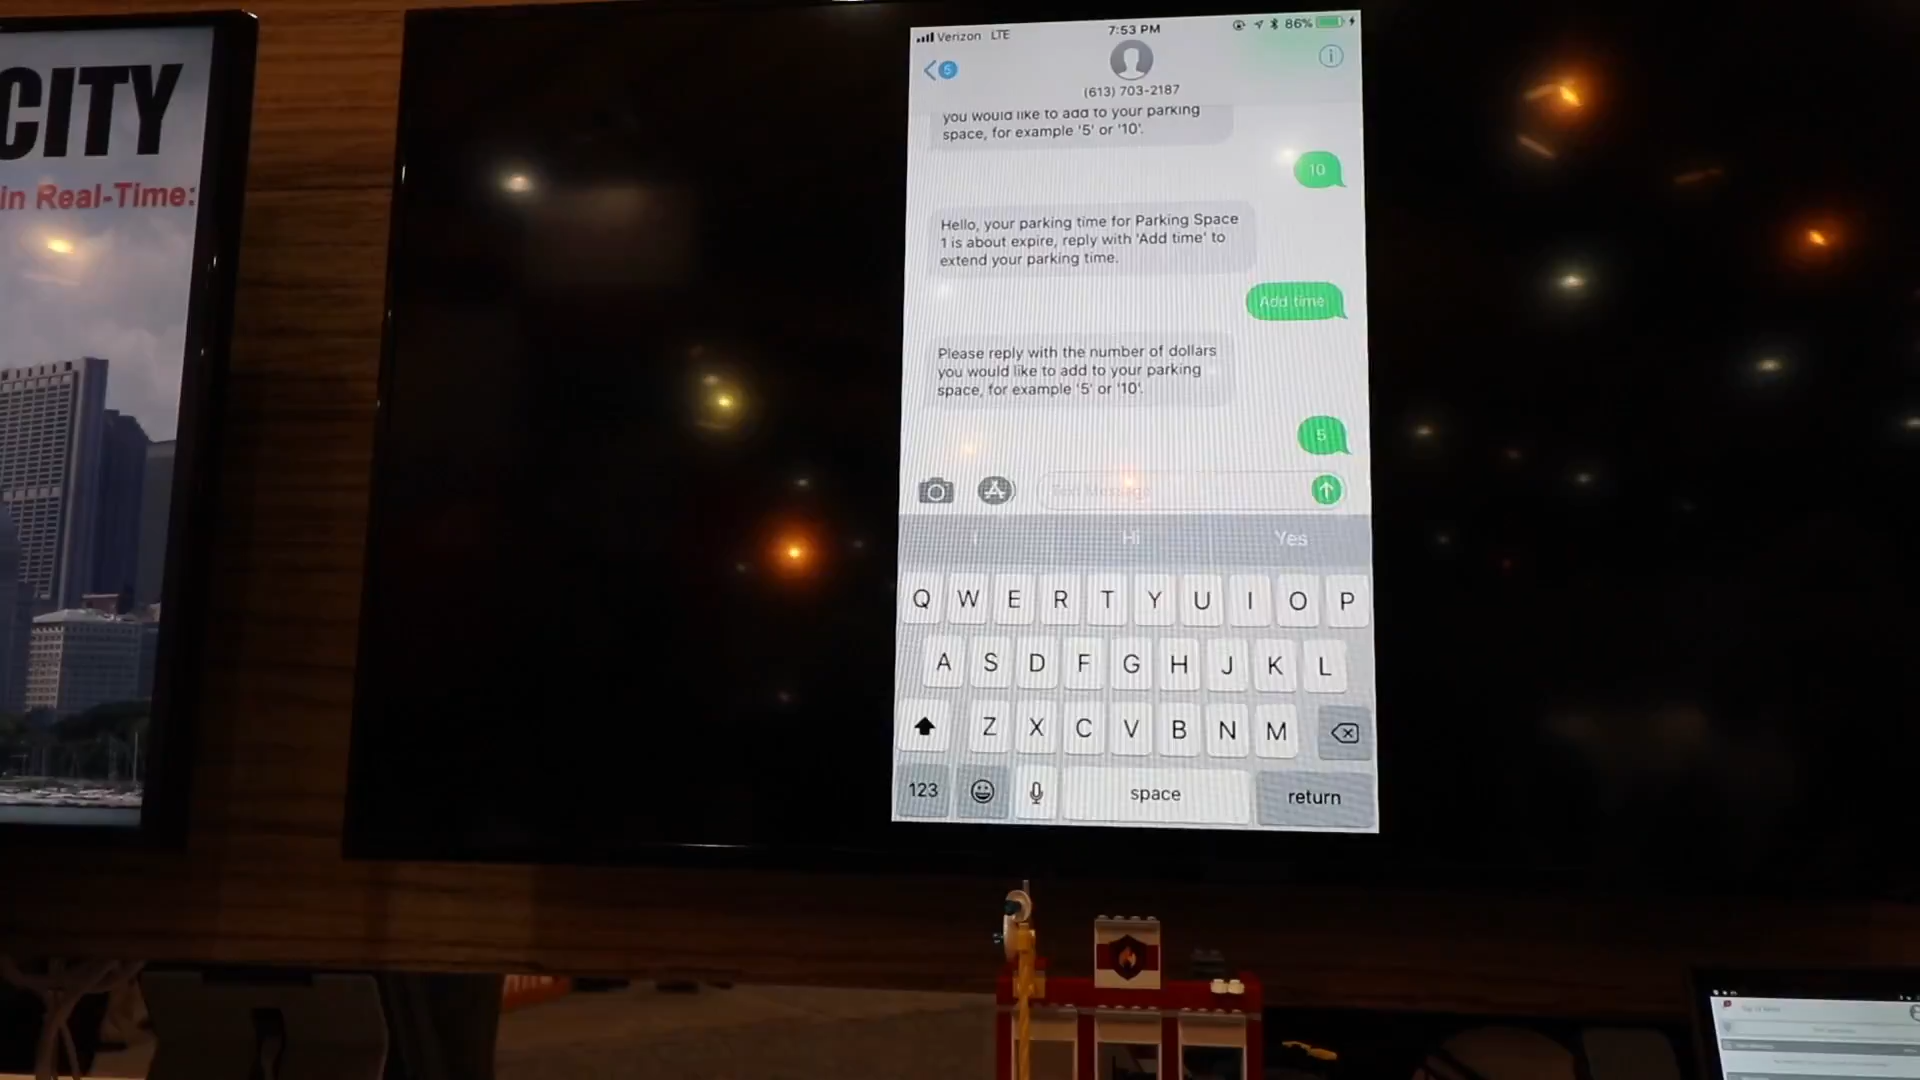 CITY
in Real-Time:
Verizon LTE
7:53 PM
86%
5
(613) 703-2187
you would like to add to your parking
space, for example '5' or '10'.
10
Hello, your parking time for Parking Space
1 is about expire, reply with 'Add time' to
extend your parking time.
Add time
Please reply with the number of dollars
you would like to add to your parking
space, for example '5' or '10'.
5
Text Message
I Hi Yes
Q W E R T Y U I O P
A S D F G H J K L
Z X C V B N M
123 space return